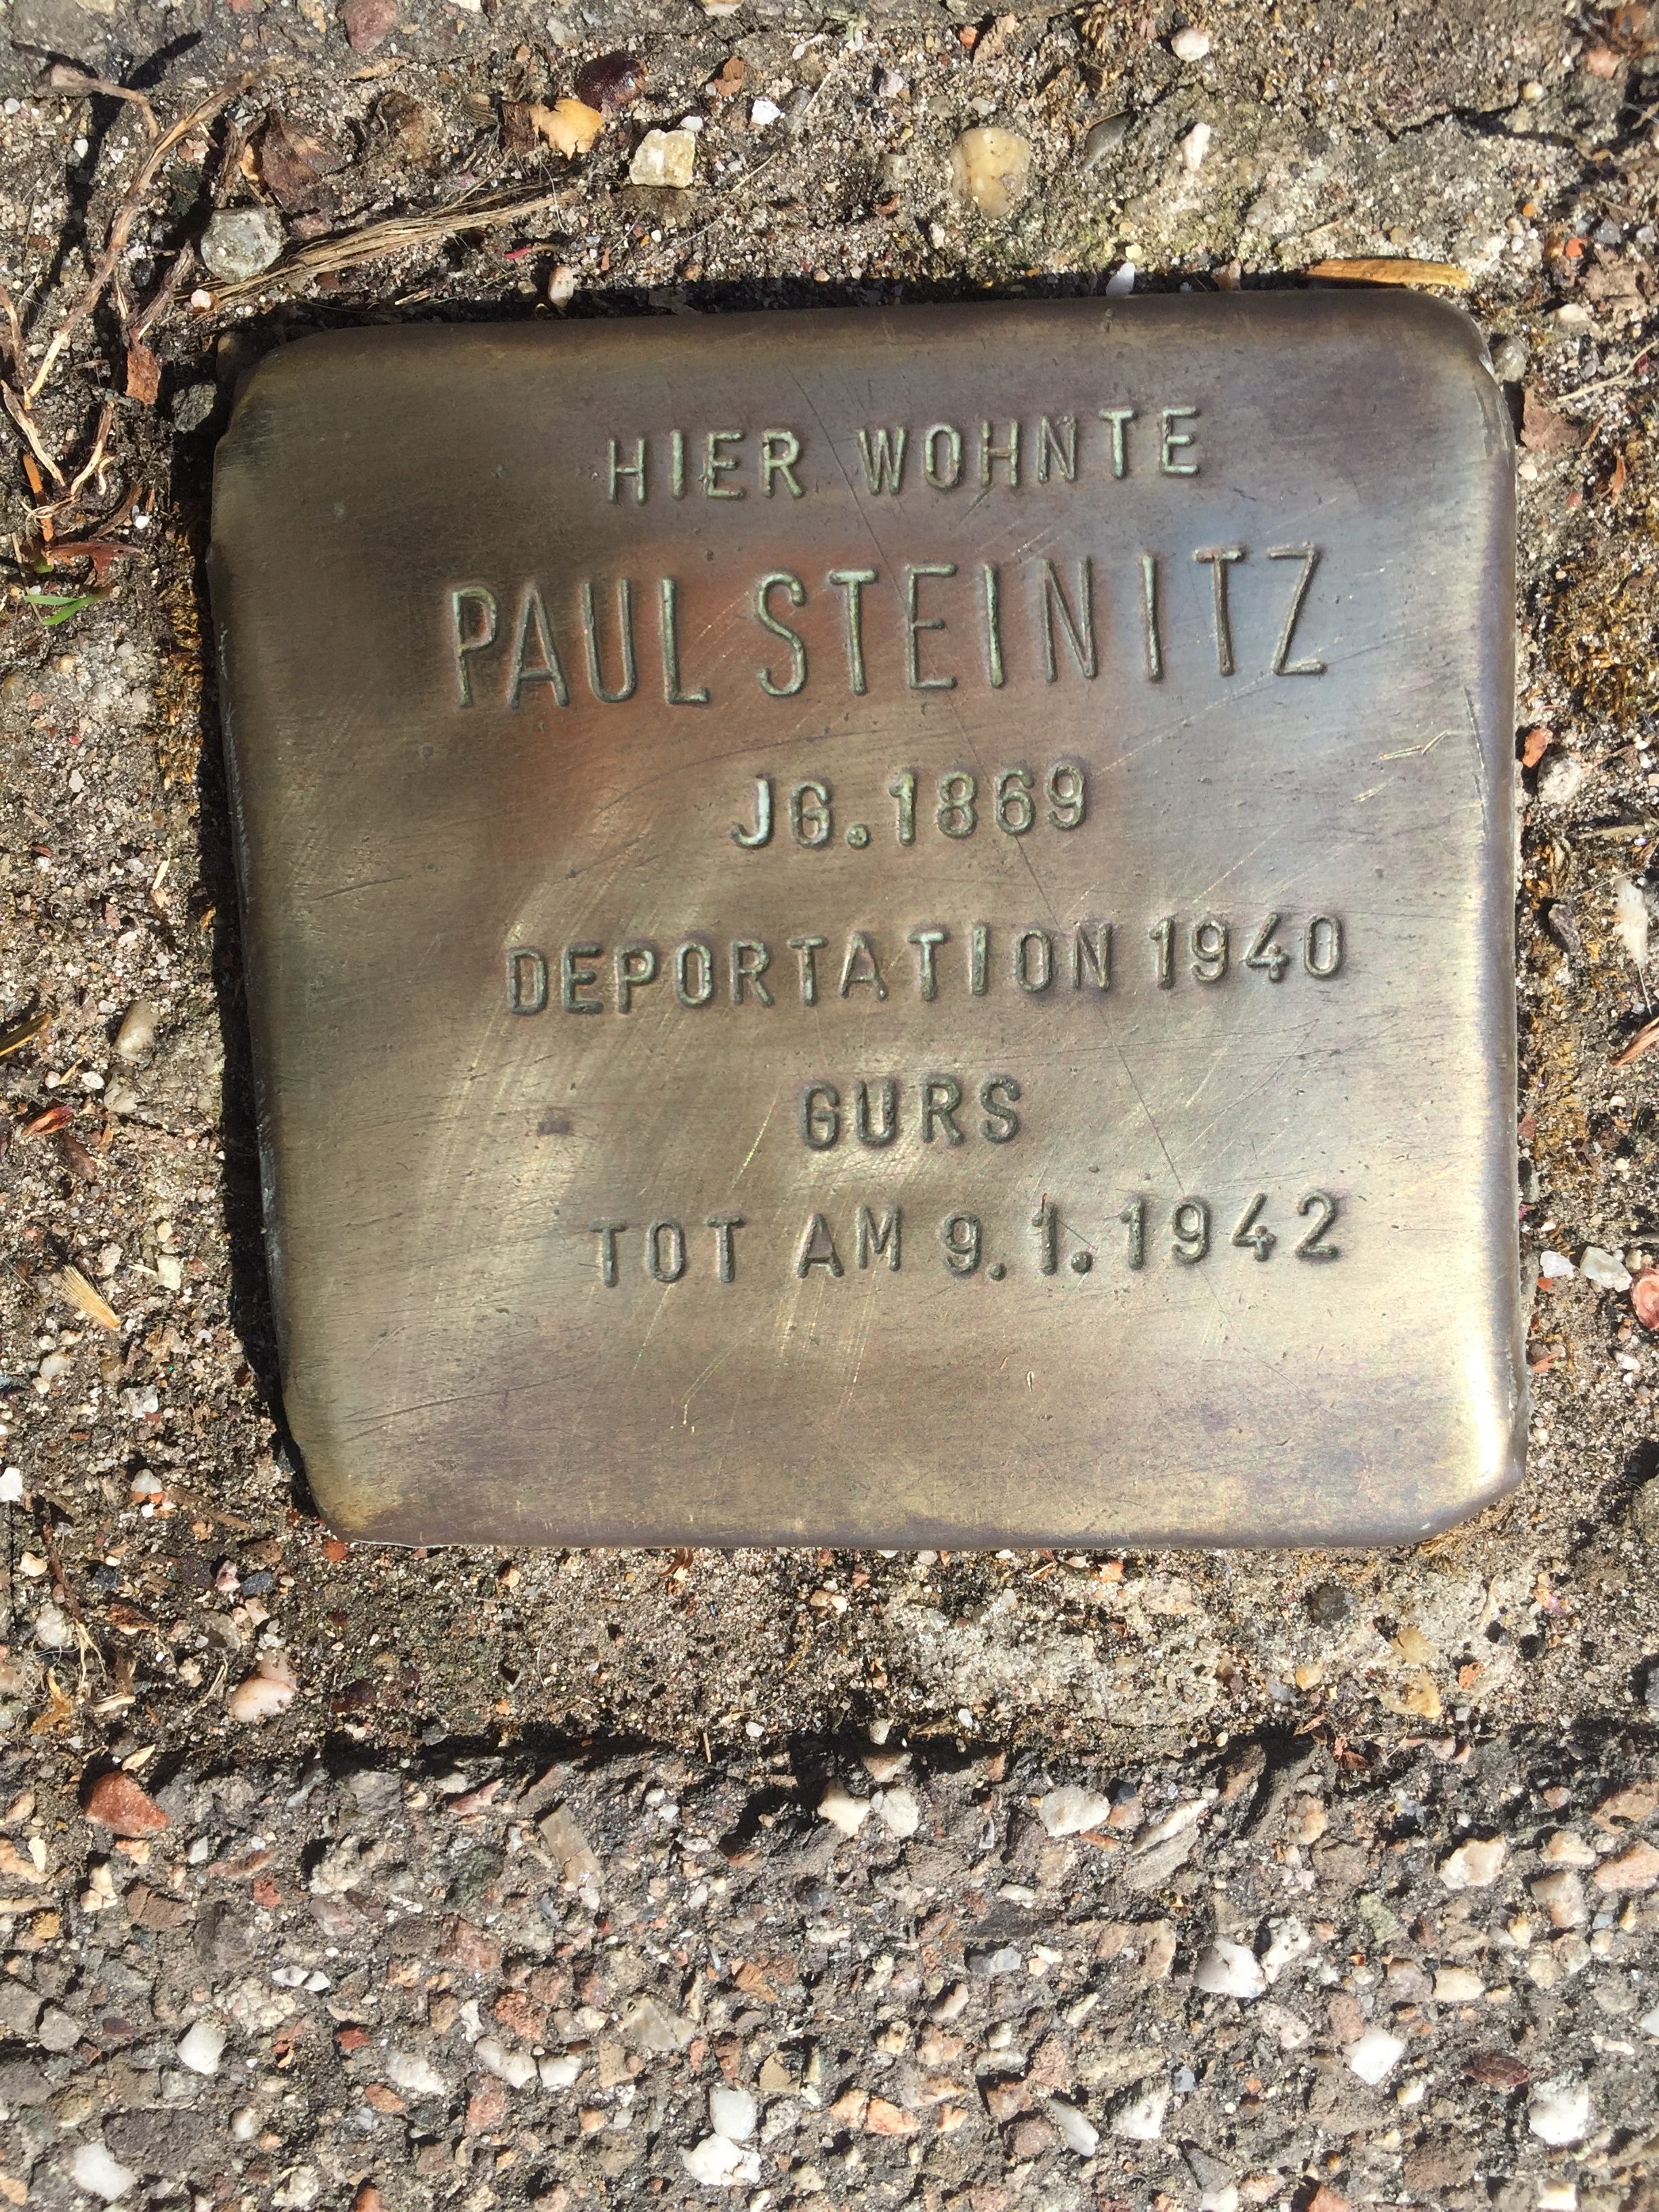 HIER WOHNTE
PAUL STEINITZ
JG. 1869
DEPORTATION 1940
GURS
TOT AM 9.1.1942